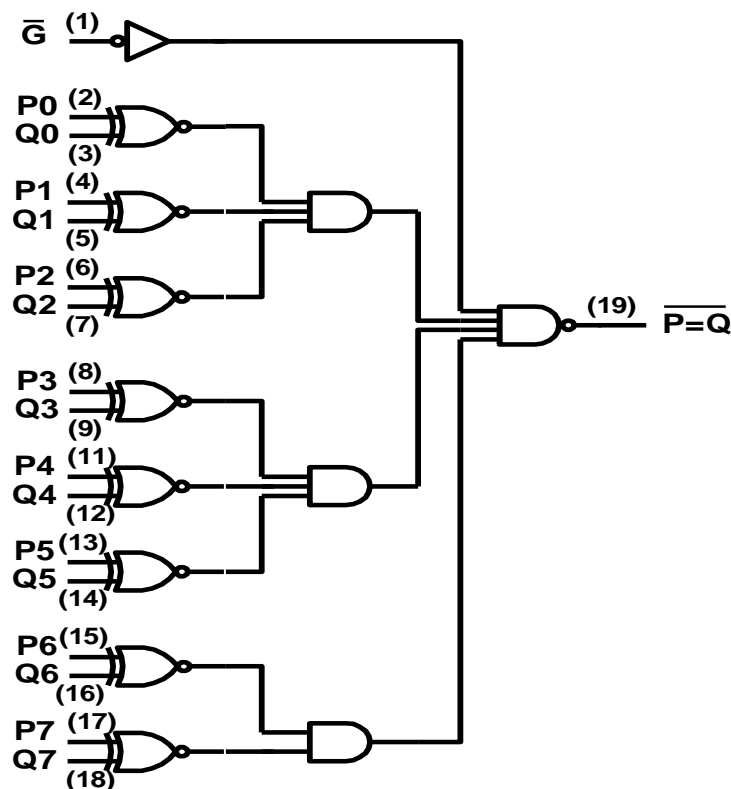 G̅ (1)
P0 (2)
Q0 (3)
P1 (4)
Q1 (5)
P2 (6)
Q2 (7)
(19) P̅=̅Q̅
P3 (8)
Q3 (9)
P4 (11)
Q4 (12)
P5 (13)
Q5 (14)
P6 (15)
Q6 (16)
P7 (17)
Q7 (18)